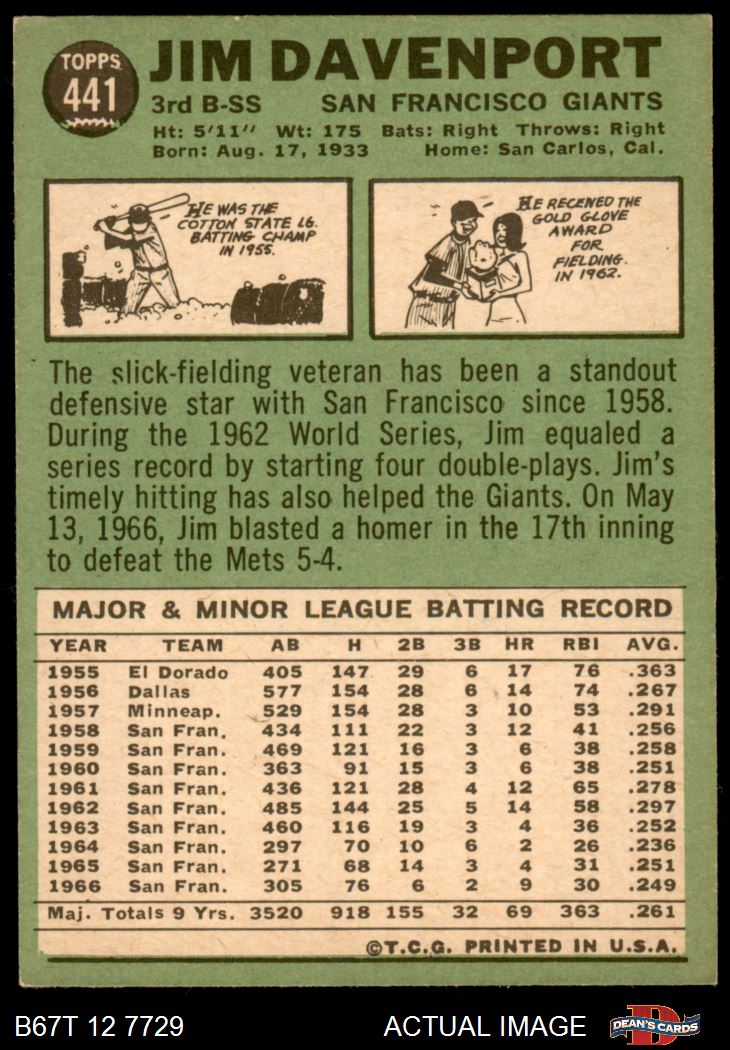 TOPPS
441
JIM DAVENPORT
3rd B-SS SAN FRANCISCO GIANTS
Ht: 5'11" Wt: 175 Bats: Right Throws: Right
Born: Aug. 17, 1933 Home: San Carlos, Cal.
HE WAS THE
COTTON STATE LG.
BATTING CHAMP
IN 1955.
HE RECEIVED THE
GOLD GLOVE
AWARD
FOR
FIELDING
IN 1962.
The slick-fielding veteran has been a standout
defensive star with San Francisco since 1958.
During the 1962 World Series, Jim equaled a
series record by starting four double-plays. Jim's
timely hitting has also helped the Giants. On May
13, 1966, Jim blasted a homer in the 17th inning
to defeat the Mets 5-4.
MAJOR & MINOR LEAGUE BATTING RECORD
YEAR TEAM AB H 2B 3B HR RBI AVG.
1955 El Dorado 405 147 29 6 17 76 .363
1956 Dallas 577 154 28 6 14 74 .267
1957 Minneap. 529 154 28 3 10 53 .291
1958 San Fran. 434 111 22 3 12 41 .256
1959 San Fran. 469 121 16 3 6 38 .258
1960 San Fran. 363 91 15 3 6 38 .251
1961 San Fran. 436 121 28 4 12 65 .278
1962 San Fran. 485 144 25 5 14 58 .297
1963 San Fran. 460 116 19 3 4 36 .252
1964 San Fran. 297 70 10 6 2 26 .236
1965 San Fran. 271 68 14 3 4 31 .251
1966 San Fran. 305 76 6 2 9 30 .249
Maj. Totals 9 Yrs. 3520 918 155 32 69 363 .261
©T.C.G. PRINTED IN U.S.A.
B67T 12 7729 ACTUAL IMAGE
D
DEAN'S CARDS